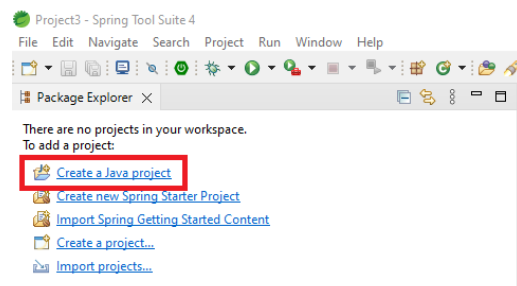 Project3 - Spring Tool Suite 4
File Edit Navigate Search Project Run Window Help
Package Explorer
There are no projects in your workspace.
To add a project:
Create a Java project
Create new Spring Starter Project
Import Spring Getting Started Content
Create a project...
Import projects...